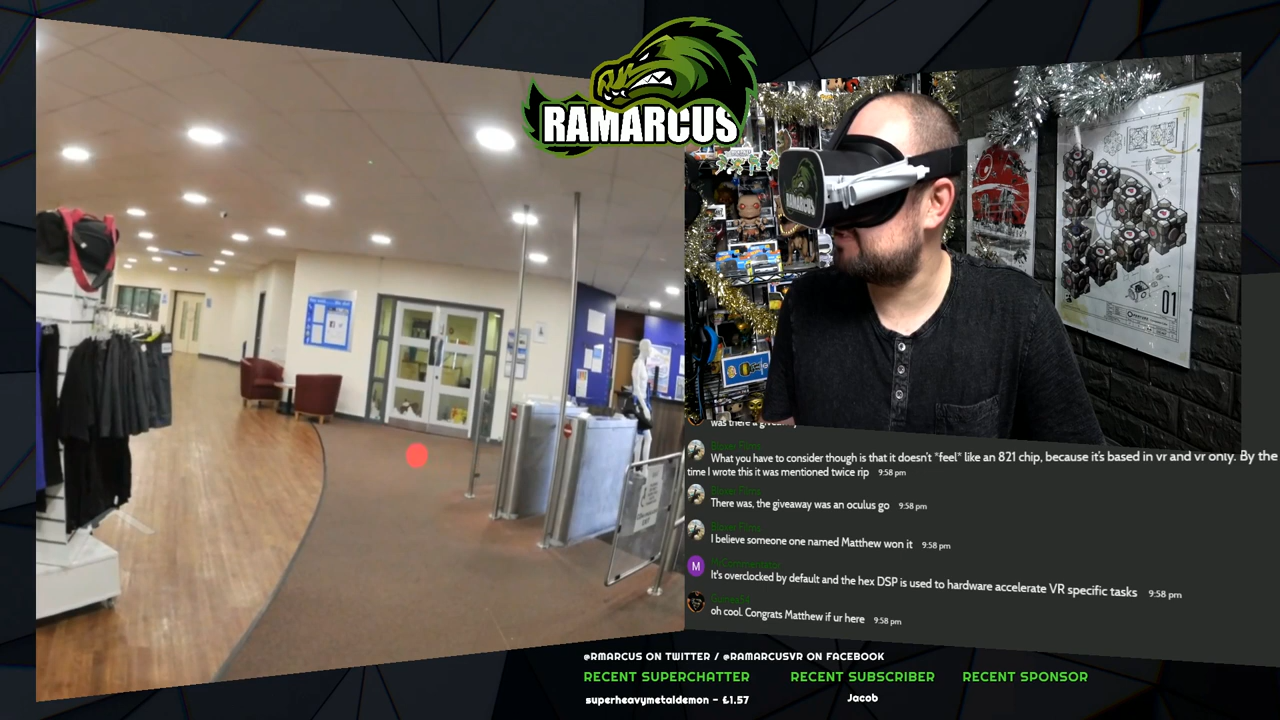 RAMARCUS
RAMARCUS
01
What you have to consider though is that it doesn't *feel* like an 821 chip, because it's based in vr and vr only. By the
time I wrote this it was mentioned twice rip 9:58 pm
There was, the giveaway was an oculus go 9:58 pm
I believe someone one named Matthew won it 9:58 pm
M
It's overclocked by default and the hex DSP is used to hardware accelerate VR specific tasks 9:58 pm
oh cool. Congrats Matthew if ur here 9:58 pm
@RMARCUS ON TWITTER / @RAMARCUSVR ON FACEBOOK
RECENT SUPERCHATTER RECENT SUBSCRIBER RECENT SPONSOR
superheavymetaldemon - £1.57 Jacob